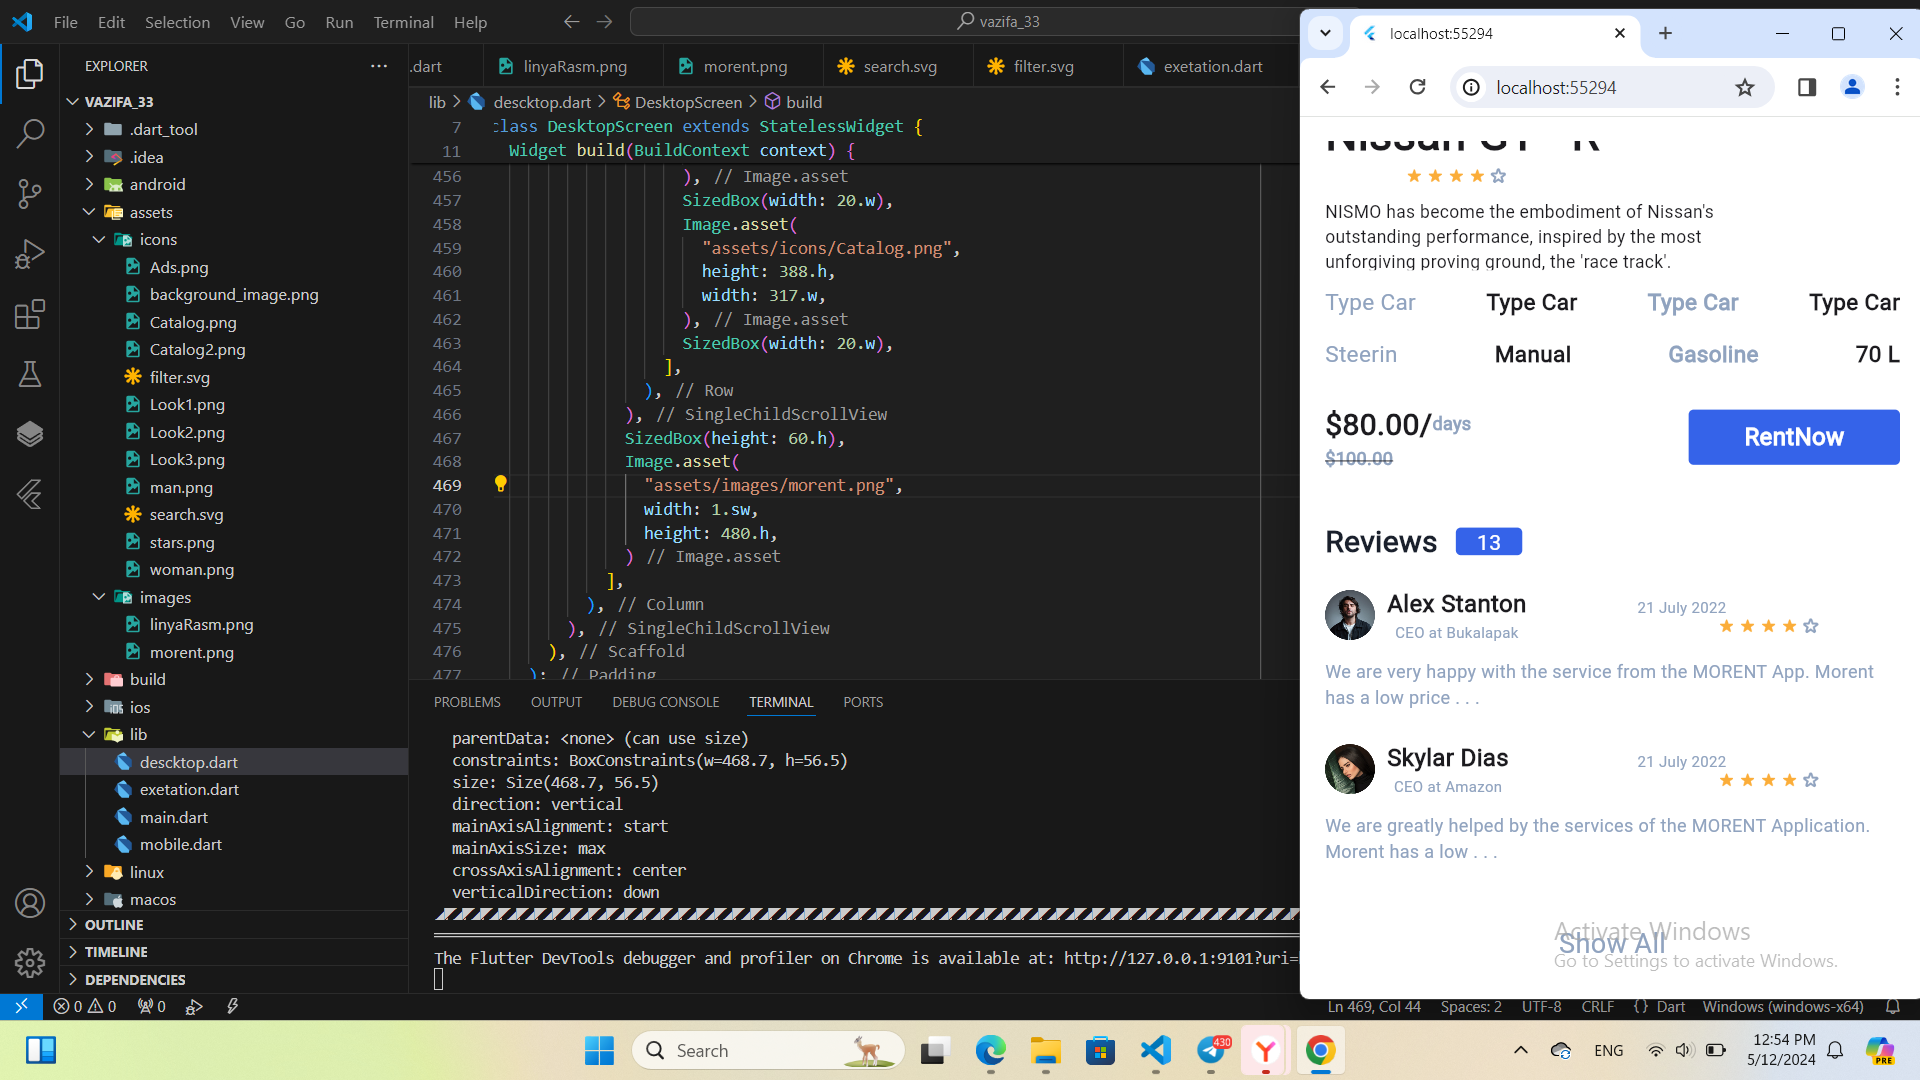 File Edit Selection View Go Run Terminal Help
vazifa_33
EXPLORER
VAZIFA_33
.dart_tool
.idea
android
assets
icons
Ads.png
background_image.png
Catalog.png
Catalog2.png
filter.svg
Look1.png
Look2.png
Look3.png
man.png
search.svg
stars.png
woman.png
images
linyaRasm.png
morent.png
build
ios
lib
descktop.dart
exetation.dart
main.dart
mobile.dart
linux
macos
OUTLINE
TIMELINE
DEPENDENCIES
.dart linyaRasm.png morent.png search.svg filter.svg exetation.dart
lib descktop.dart DesktopScreen build
7 class DesktopScreen extends StatelessWidget {
11 Widget build(BuildContext context) {
456 ), // Image.asset
457 SizedBox(width: 20.w),
458 Image.asset(
459 "assets/icons/Catalog.png",
460 height: 388.h,
461 width: 317.w,
462 ), // Image.asset
463 SizedBox(width: 20.w),
464 ],
465 ), // Row
466 ), // SingleChildScrollView
467 SizedBox(height: 60.h),
468 Image.asset(
469 "assets/images/morent.png",
470 width: 1.sw,
471 height: 480.h,
472 ) // Image.asset
473 ],
474 ), // Column
475 ), // SingleChildScrollView
476 ), // Scaffold
477 ); // Padding
PROBLEMS OUTPUT DEBUG CONSOLE TERMINAL PORTS
parentData: <none> (can use size)
constraints: BoxConstraints(w=468.7, h=56.5)
size: Size(468.7, 56.5)
direction: vertical
mainAxisAlignment: start
mainAxisSize: max
crossAxisAlignment: center
verticalDirection: down
The Flutter DevTools debugger and profiler on Chrome is available at: http://127.0.0.1:9101?uri=
0 0 0
Ln 469, Col 44 Spaces: 2 UTF-8 CRLF {} Dart Windows (windows-x64)
localhost:55294
localhost:55294
Nissan GT - R
NISMO has become the embodiment of Nissan's
outstanding performance, inspired by the most
unforgiving proving ground, the 'race track'.
Type Car Type Car Type Car Type Car
Steerin Manual Gasoline 70 L
$80.00/days
$100.00
RentNow
Reviews 13
Alex Stanton
21 July 2022
CEO at Bukalapak
We are very happy with the service from the MORENT App. Morent
has a low price . . .
Skylar Dias
21 July 2022
CEO at Amazon
We are greatly helped by the services of the MORENT Application.
Morent has a low . . .
Show All
Activate Windows
Go to Settings to activate Windows.
Search
430
ENG
12:54 PM
5/12/2024
PRE